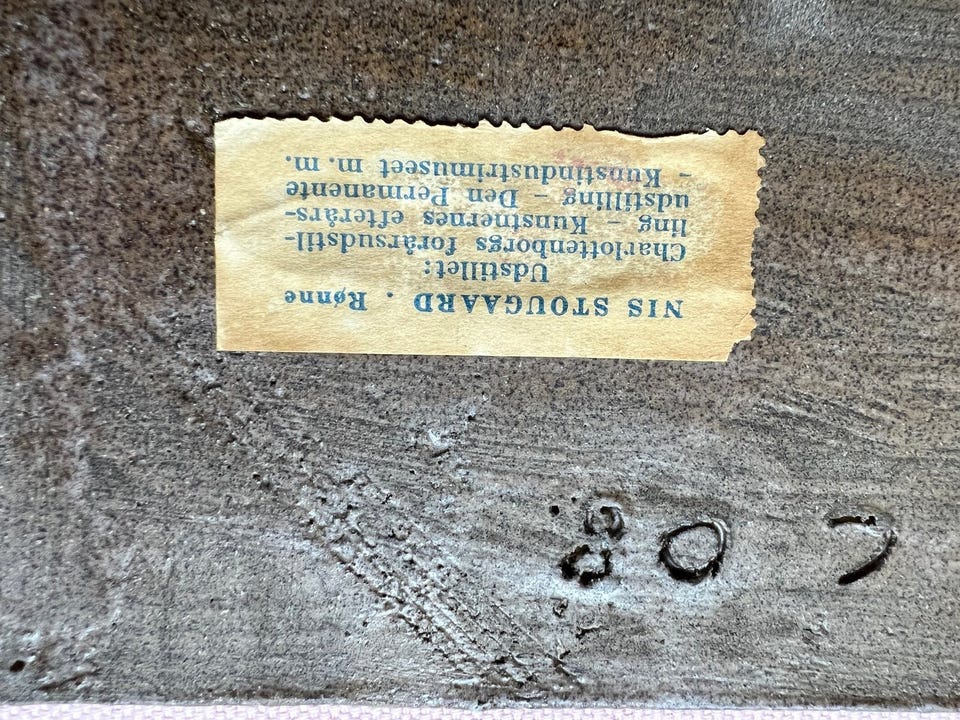 NIS STOUGAARD . Rønne
Udstillet:
Charlottenborgs forårsudstil-
ling – Kunstnernes efterårs-
udstilling – Den Permanente
– Kunstindustrimuseet m. m.